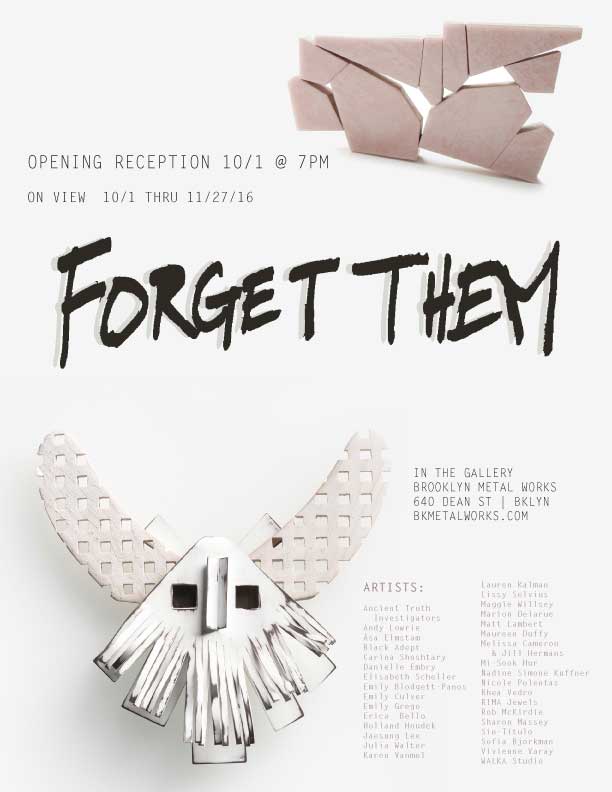 OPENING RECEPTION 10/1 @ 7PM
ON VIEW 10/1 THRU 11/27/16
FORGET THEM
IN THE GALLERY
BROOKLYN METAL WORKS
640 DEAN ST | BKLYN
BKMETALWORKS.COM
ARTISTS:
Ancient Truth
Investigators
Andy Lowrie
Åsa Elmstam
Black Adept
Carina Shoshtary
Danielle Embry
Elisabeth Scheller
Emily Blodgett-Panos
Emily Culver
Emily Grego
Erica Bello
Holland Houdek
Jaesung Lee
Julia Walter
Karen Vanmol
Lauren Kalman
Lissy Selvius
Maggie Willsey
Marion Delarue
Matt Lambert
Maureen Duffy
Melissa Cameron
& Jill Hermans
Mi-Sook Hur
Nadine Simone Kuffner
Nicole Polentas
Rhea Vedro
RIMA Jewels
Rob McKirdie
Sharon Massey
Sin-Título
Sofia Bjorkman
Vivienne Varay
WALKA Studio